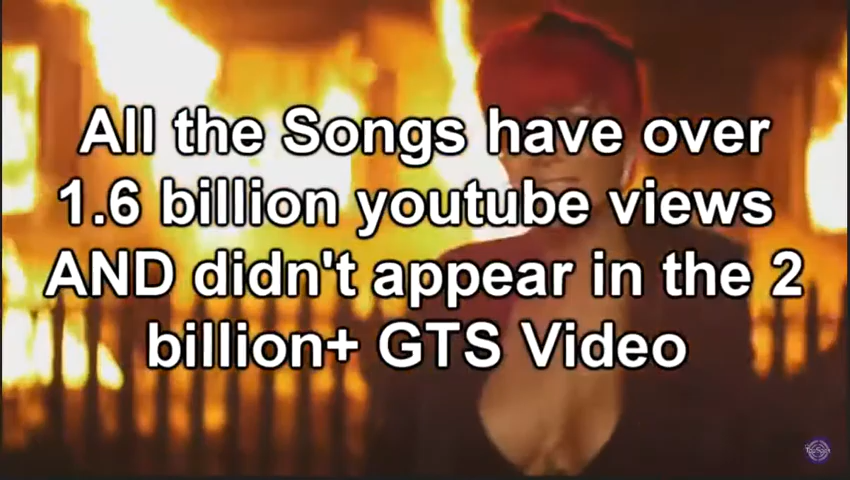 All the Songs have over
1.6 billion youtube views
AND didn't appear in the 2
billion+ GTS Video